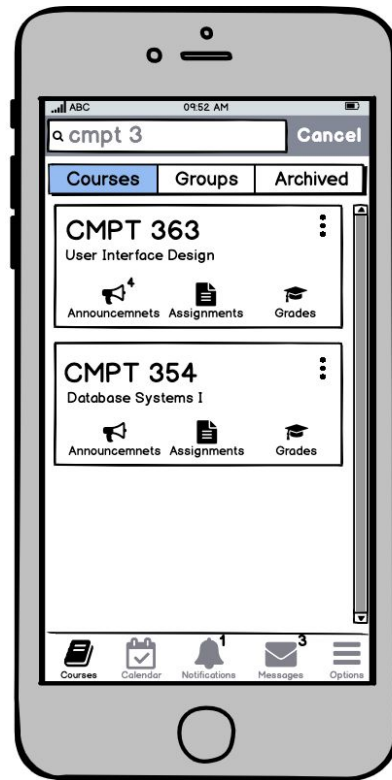 ABC 09:52 AM
cmpt 3 Cancel
Courses Groups Archived
CMPT 363
User Interface Design
4
Announcemnets Assignments Grades
CMPT 354
Database Systems I
Announcemnets Assignments Grades
1 3
Courses Calendar Notifications Messages Options